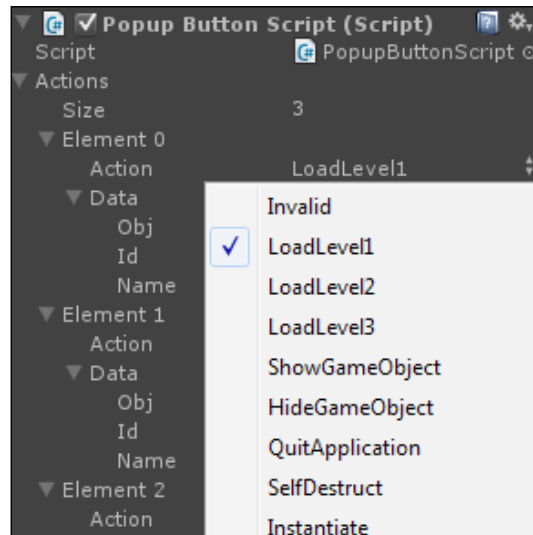 Popup Button Script (Script)
Script PopupButtonScript
Actions
Size 3
Element 0
Action LoadLevel1
Data
Obj
Id
Name
Element 1
Action
Data
Obj
Id
Name
Element 2
Action
Invalid
LoadLevel1
LoadLevel2
LoadLevel3
ShowGameObject
HideGameObject
QuitApplication
SelfDestruct
Instantiate